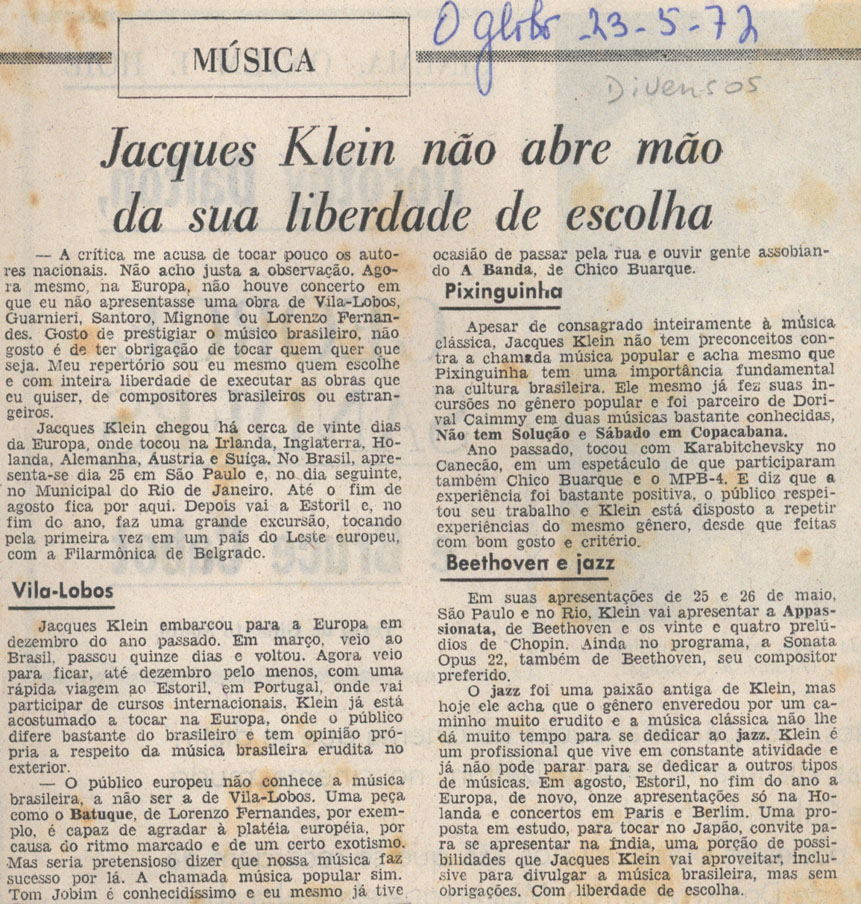 O Globo - 23-5-72
MÚSICA
Diversos
Jacques Klein não abre mão
da sua liberdade de escolha
— A crítica me acusa de tocar pouco os auto-
res nacionais. Não acho justa a observação. Ago-
ra mesmo, na Europa, não houve concerto em
que eu não apresentasse uma obra de Vila-Lobos,
Guarnieri, Santoro, Mignone ou Lorenzo Fernan-
des. Gosto de prestigiar o músico brasileiro, não
gosto é de ter obrigação de tocar quem quer que
seja. Meu repertório sou eu mesmo quem escolhe
e com inteira liberdade de executar as obras que
eu quiser, de compositores brasileiros ou estran-
geiros.
Jacques Klein chegou há cerca de vinte dias
da Europa, onde tocou na Irlanda, Inglaterra, Ho-
landa, Alemanha, Áustria e Suíça. No Brasil, apre-
senta-se dia 25 em São Paulo e, no dia seguinte,
no Municipal do Rio de Janeiro. Até o fim de
agosto fica por aqui. Depois vai a Estoril e, no
fim do ano, faz uma grande excursão, tocando
pela primeira vez em um país do Leste europeu,
com a Filarmônica de Belgrado.
Vila-Lobos
Jacques Klein embarcou para a Europa em
dezembro do ano passado. Em março, veio ao
Brasil, passou quinze dias e voltou. Agora veio
para ficar, até dezembro pelo menos, com uma
rápida viagem ao Estoril, em Portugal, onde vai
participar de cursos internacionais. Klein já está
acostumado a tocar na Europa, onde o público
difere bastante do brasileiro e tem opinião pró-
pria a respeito da música brasileira erudita no
exterior.
— O público europeu não conhece a música
brasileira, a não ser a de Vila-Lobos. Uma peça
como o Batuque, de Lorenzo Fernandes, por exem-
plo, é capaz de agradar à platéia européia, por
causa do ritmo marcado e de um certo exotismo.
Mas seria pretensioso dizer que nossa música faz
sucesso por lá. A chamada música popular sim.
Tom Jobim é conhecidíssimo e eu mesmo já tive
ocasião de passar pela rua e ouvir gente assobian-
do A Banda, de Chico Buarque.
Pixinguinha
Apesar de consagrado inteiramente à música
clássica, Jacques Klein não tem preconceitos con-
tra a chamada música popular e acha mesmo que
Pixinguinha tem uma importância fundamental
na cultura brasileira. Ele mesmo já fez suas in-
cursões no gênero popular e foi parceiro de Dori-
val Caimmy em duas músicas bastante conhecidas,
Não tem Solução e Sábado em Copacabana.
Ano passado, tocou com Karabitchevsky no
Canecão, em um espetáculo de que participaram
também Chico Buarque e o MPB-4. E diz que a
experiência foi bastante positiva, o público respei-
tou seu trabalho e Klein está disposto a repetir
experiências do mesmo gênero, desde que feitas
com bom gosto e critério.
Beethoven e jazz
Em suas apresentações de 25 e 26 de maio,
São Paulo e no Rio, Klein vai apresentar a Appas-
sionata, de Beethoven e os vinte e quatro prelú-
dios de Chopin. Ainda no programa, a Sonata
Opus 22, também de Beethoven, seu compositor
preferido.
O jazz foi uma paixão antiga de Klein, mas
hoje ele acha que o gênero enveredou por um ca-
minho muito erudito e a música clássica não lhe
dá muito tempo para se dedicar ao jazz. Klein é
um profissional que vive em constante atividade e
já não pode parar para se dedicar a outros tipos
de músicas. Em agosto, Estoril, no fim do ano a
Europa, de novo, onze apresentações só na Ho-
landa e concertos em Paris e Berlim. Uma pro-
posta em estudo, para tocar no Japão, convite pa-
ra se apresentar na Índia, uma porção de possi-
bilidades que Jacques Klein vai aproveitar, inclu-
sive para divulgar a música brasileira, mas sem
obrigações. Com liberdade de escolha.